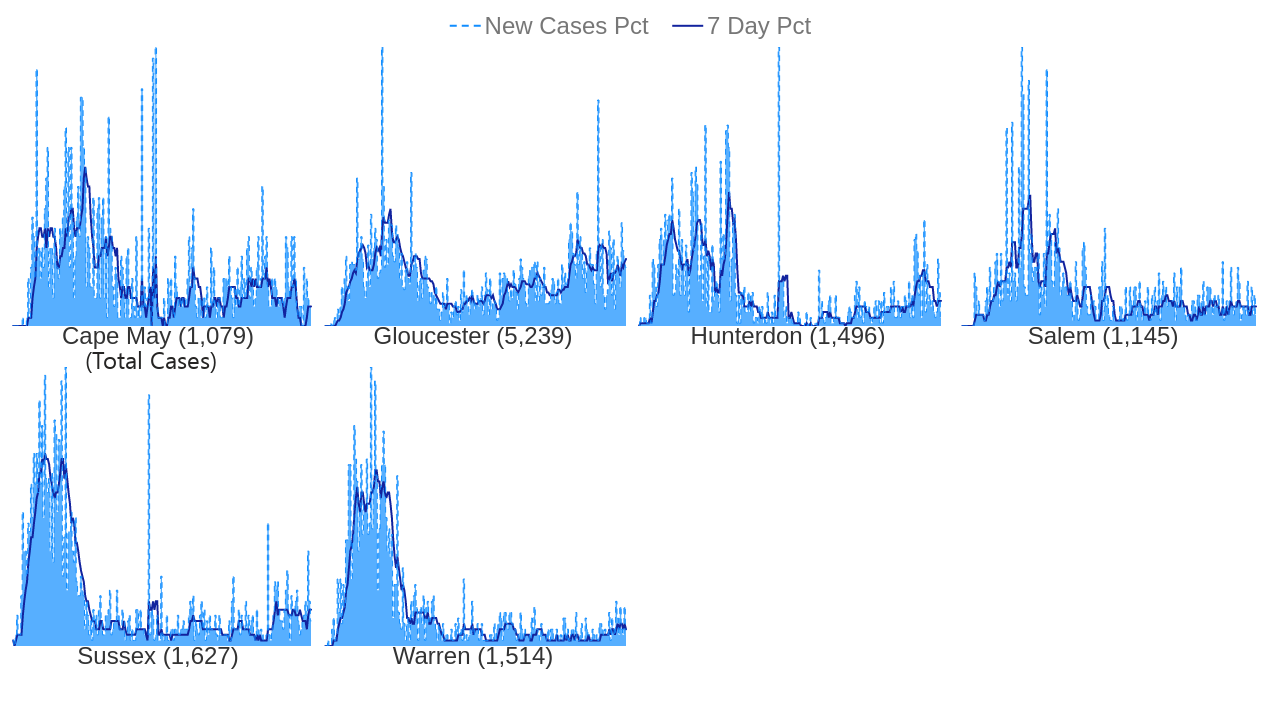 New Cases Pct 7 Day Pct
Cape May (1,079) Gloucester (5,239) Hunterdon (1,496) Salem (1,145)
(Total Cases)
Sussex (1,627) Warren (1,514)